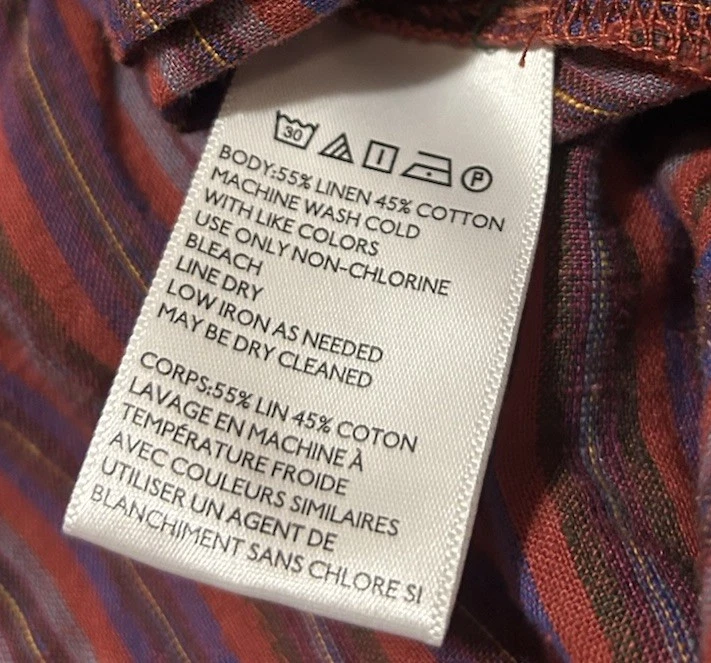 30 P
BODY:55% LINEN 45% COTTON
MACHINE WASH COLD
WITH LIKE COLORS
USE ONLY NON-CHLORINE
BLEACH
LINE DRY
LOW IRON AS NEEDED
MAY BE DRY CLEANED
CORPS:55% LIN 45% COTON
LAVAGE EN MACHINE À
TEMPÉRATURE FROIDE
AVEC COULEURS SIMILAIRES
UTILISER UN AGENT DE
BLANCHIMENT SANS CHLORE SI